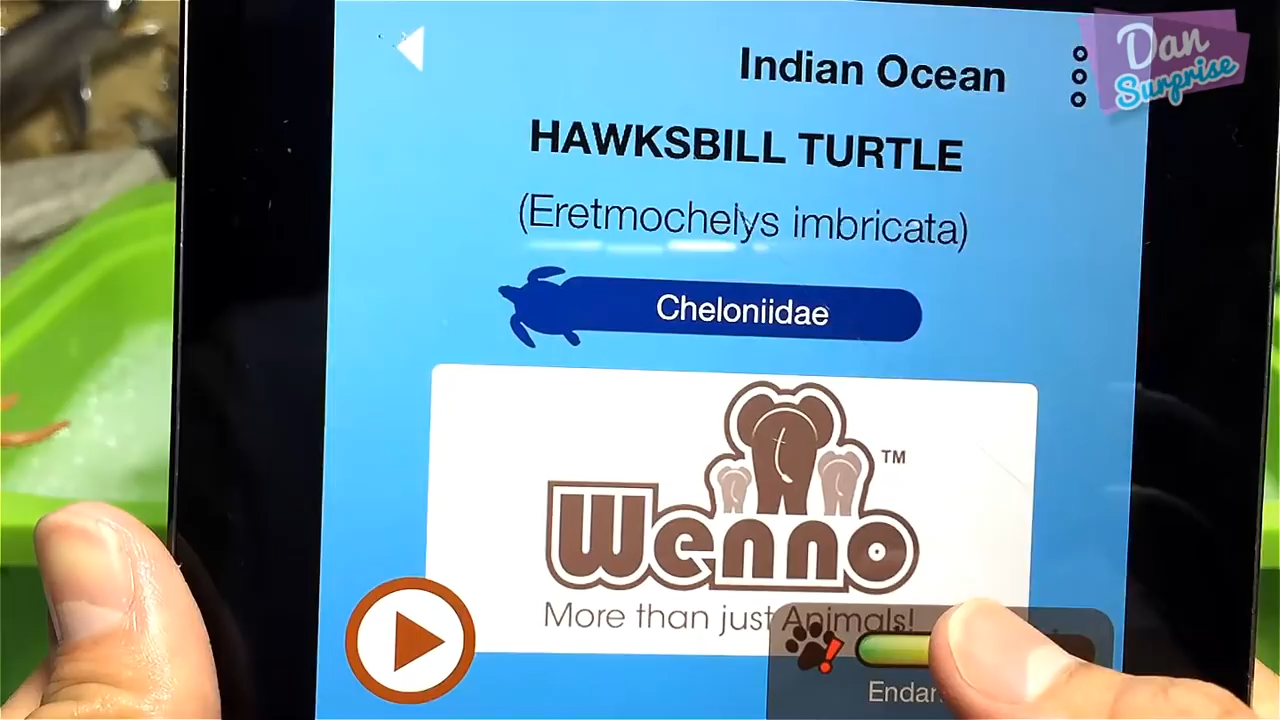 Indian Ocean
Dan
Surprise
HAWKSBILL TURTLE
(Eretmochelys imbricata)
Cheloniidae
Wenno
TM
More than just Animals!